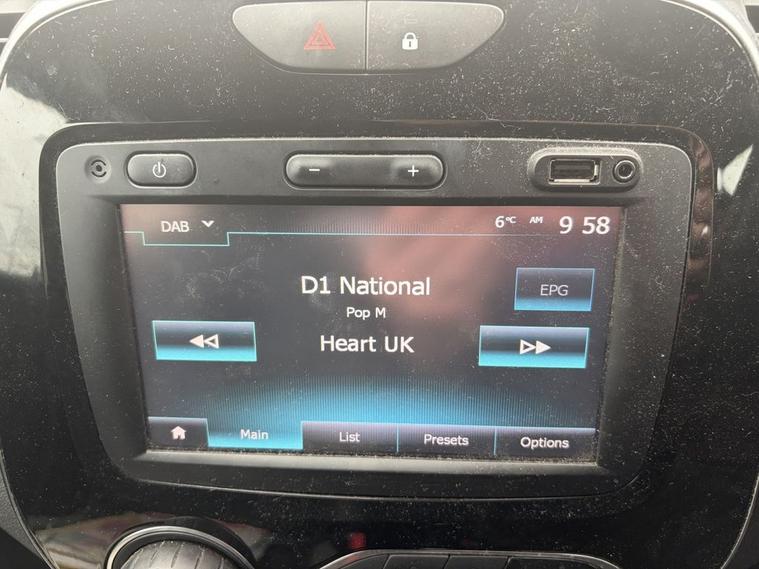 − +
DAB 6°C AM 9 58
D1 National
EPG
Pop M
Heart UK
Main List Presets Options